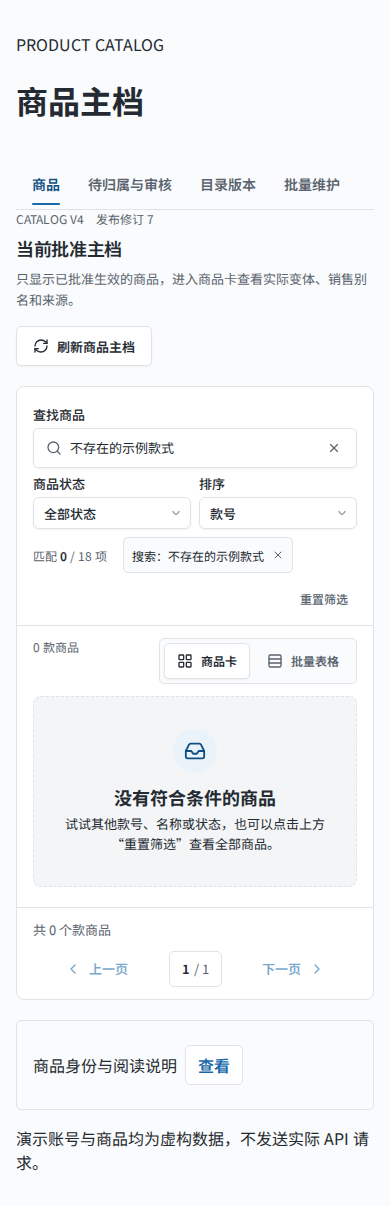 PRODUCT CATALOG
商品主档
商品 待归属与审核 目录版本 批量维护
CATALOG V4 发布修订 7
当前批准主档
只显示已批准生效的商品，进入商品卡查看实际变体、销售别
名和来源。
刷新商品主档
查找商品
不存在的示例款式
商品状态 排序
全部状态 款号
匹配 0 / 18 项 搜索：不存在的示例款式
重置筛选
0 款商品 商品卡 批量表格
没有符合条件的商品
试试其他款号、名称或状态，也可以点击上方
“重置筛选”查看全部商品。
共 0 个款商品
上一页 1 / 1 下一页
商品身份与阅读说明 查看
演示账号与商品均为虚构数据，不发送实际 API 请
求。